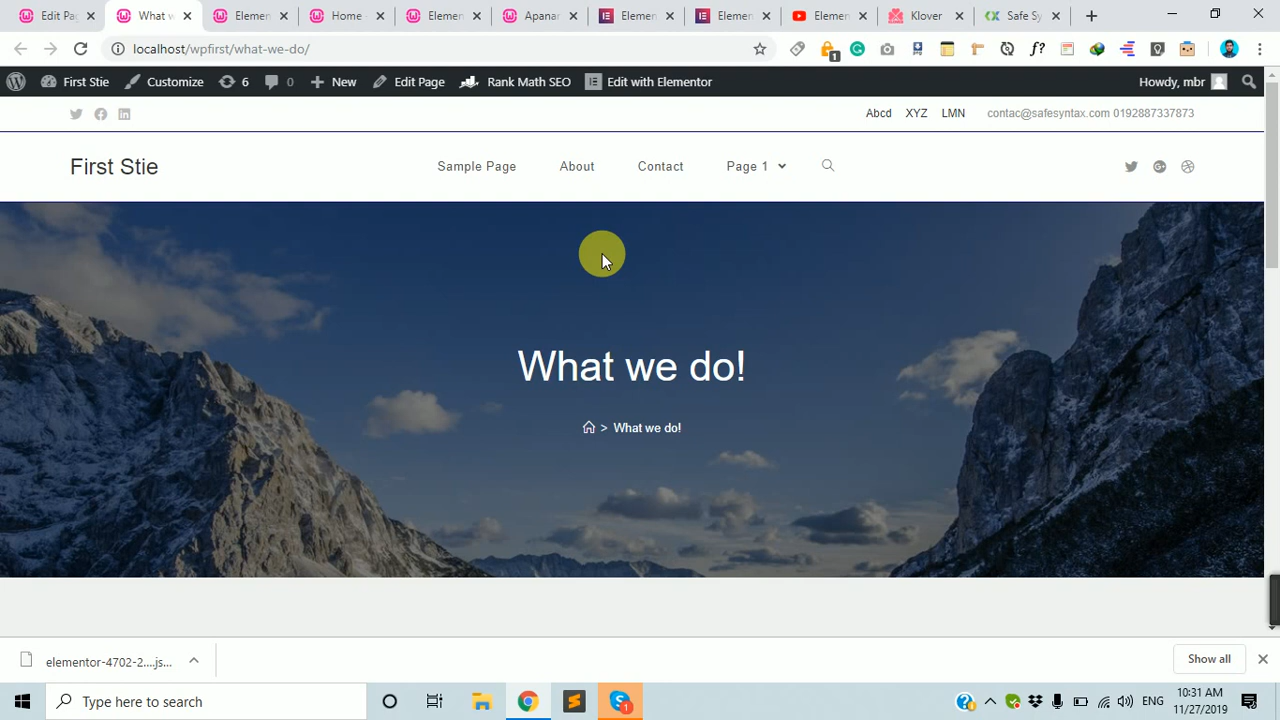 Edit Pa
What w
Elemen
Home -
Elemen
Apanar
Elemen
Elemen
Elemen
Klover
Safe Sy
localhost/wpfirst/what-we-do/
1
f?
First Stie
Customize
6
0
New
Edit Page
Rank Math SEO
Edit with Elementor
Howdy, mbr
Abcd
XYZ
LMN
contac@safesyntax.com 0192887337873
First Stie
Sample Page
About
Contact
Page 1
What we do!
> What we do!
elementor-4702-2....js...
Show all
Type here to search
1
ENG
10:31 AM
11/27/2019